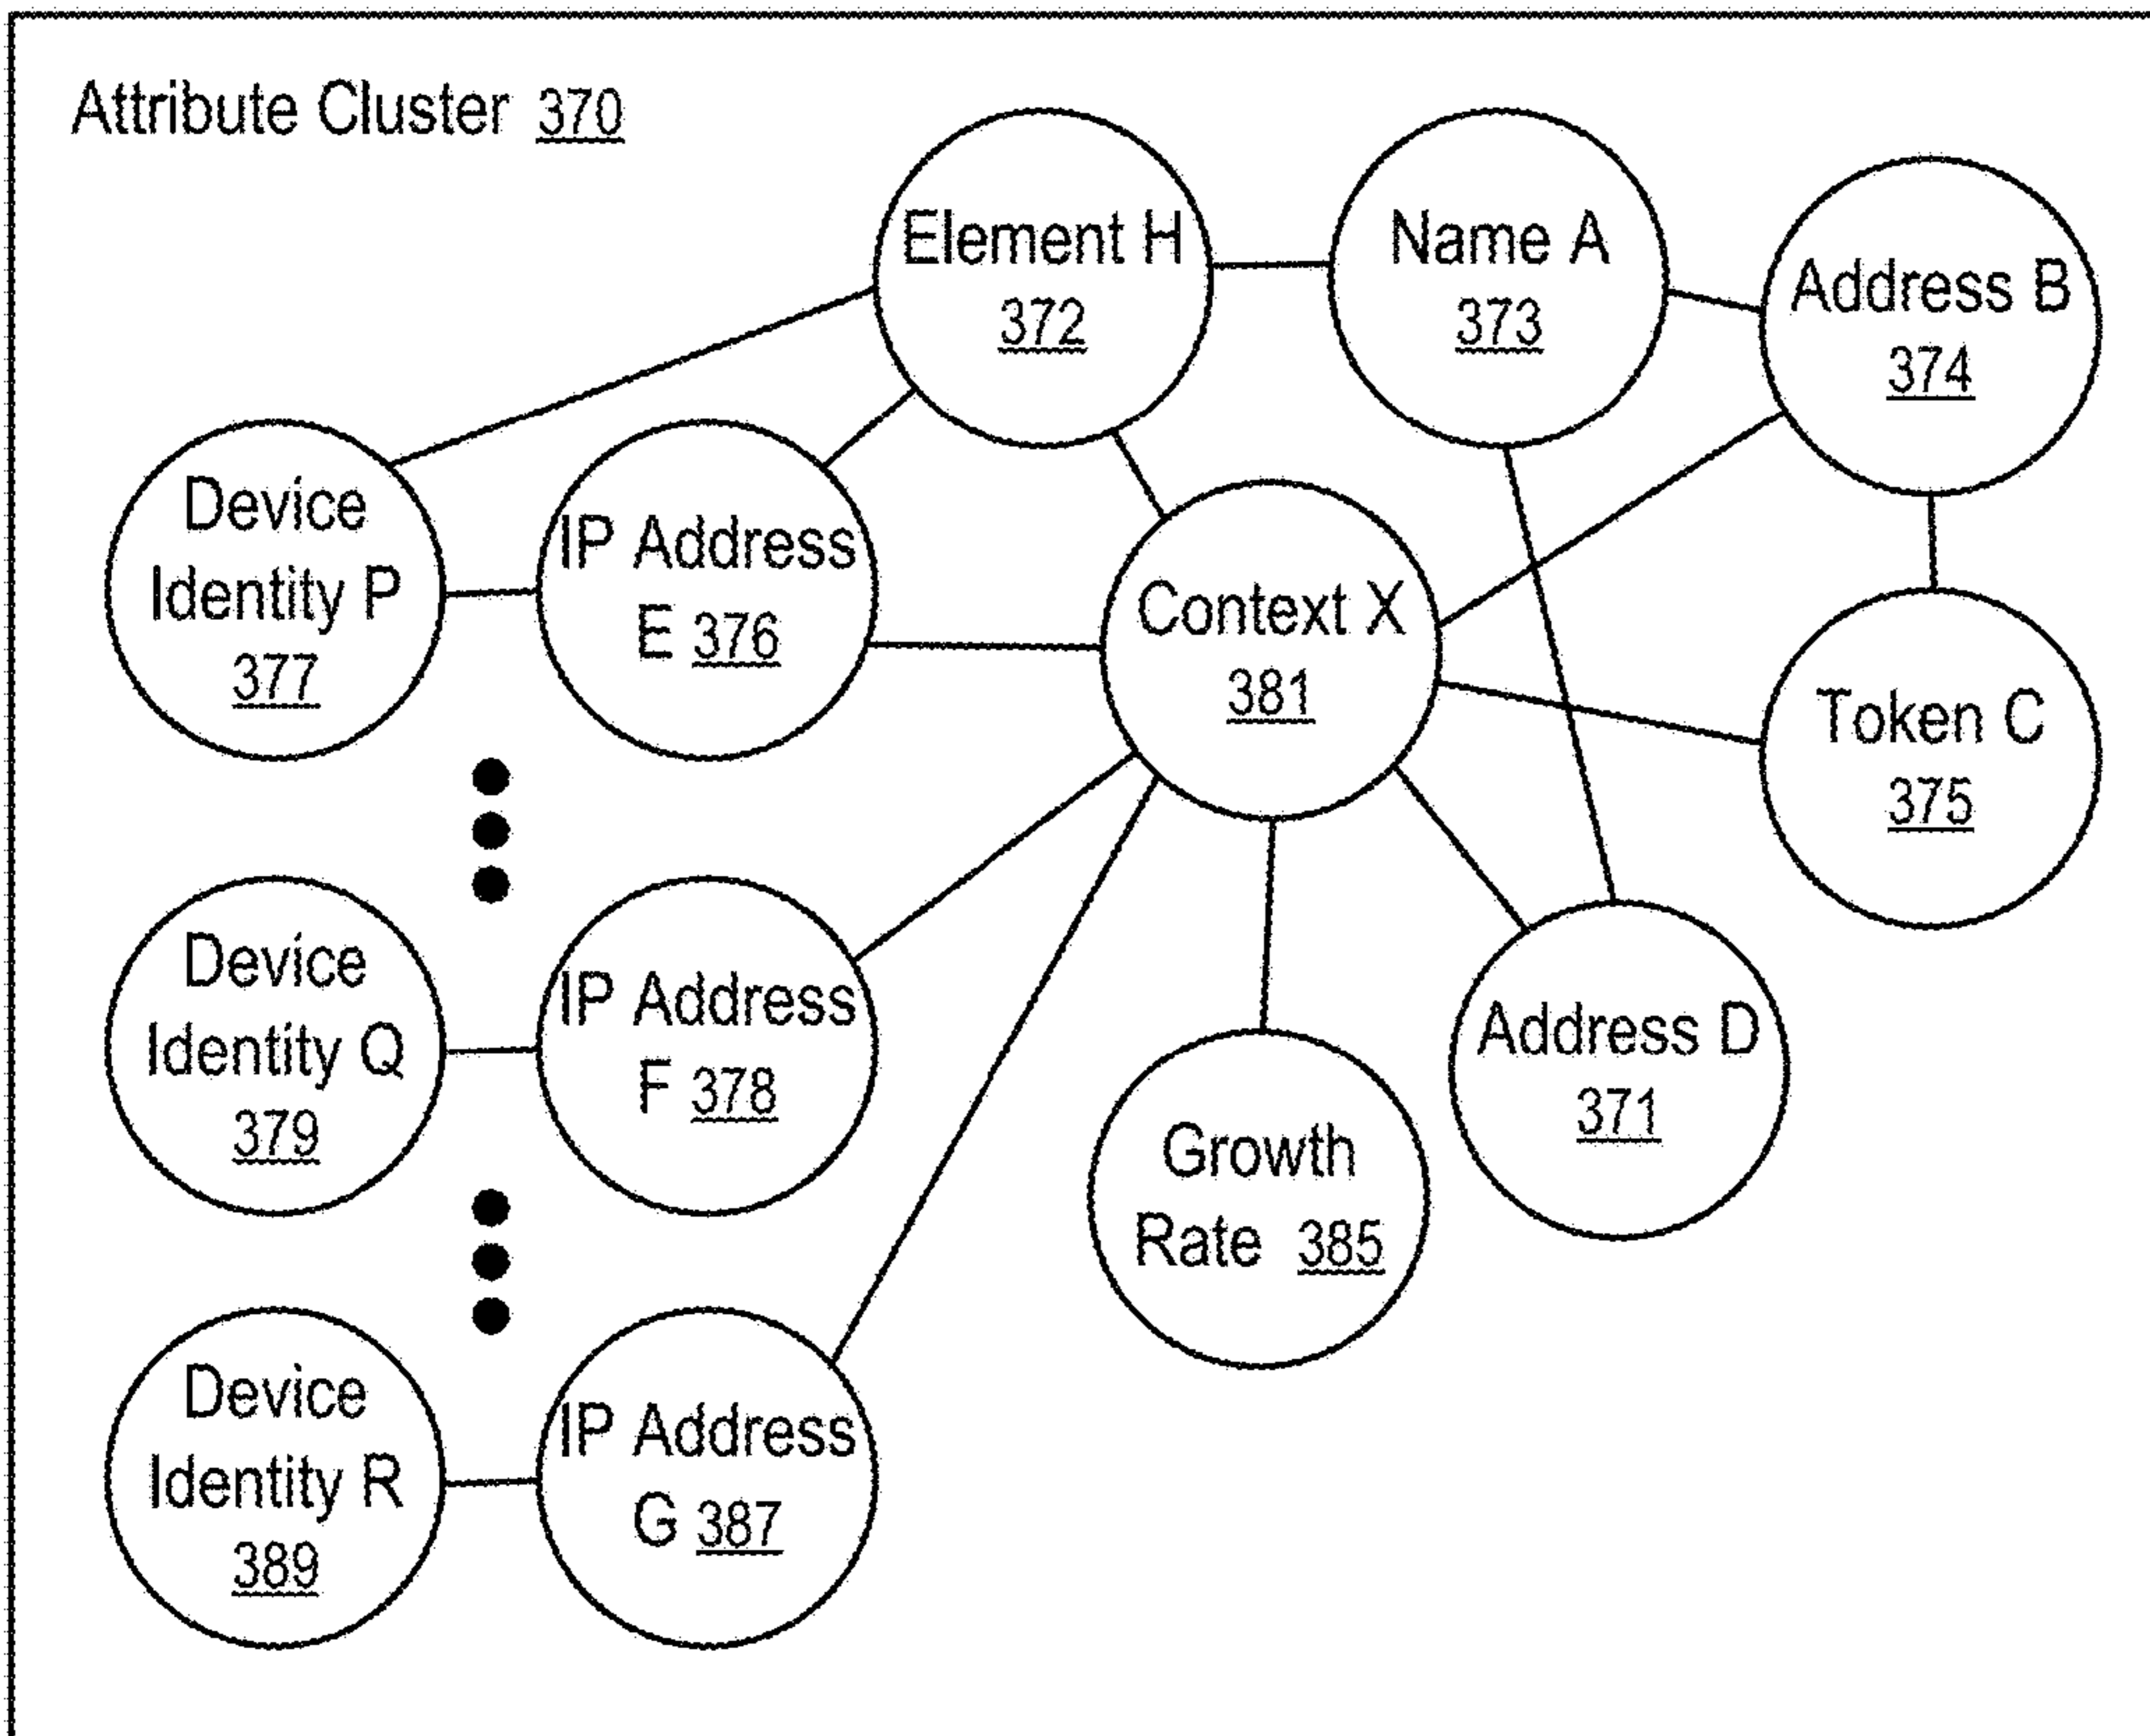 Attribute Cluster 370
Element H
372
Name A
373
Address B
374
Device
Identity P
377
IP Address
E 376
Context X
381
Token C
375
Device
Identity Q
379
IP Address
F 378
Address D
371
Growth
Rate 385
Device
Identity R
389
IP Address
G 387